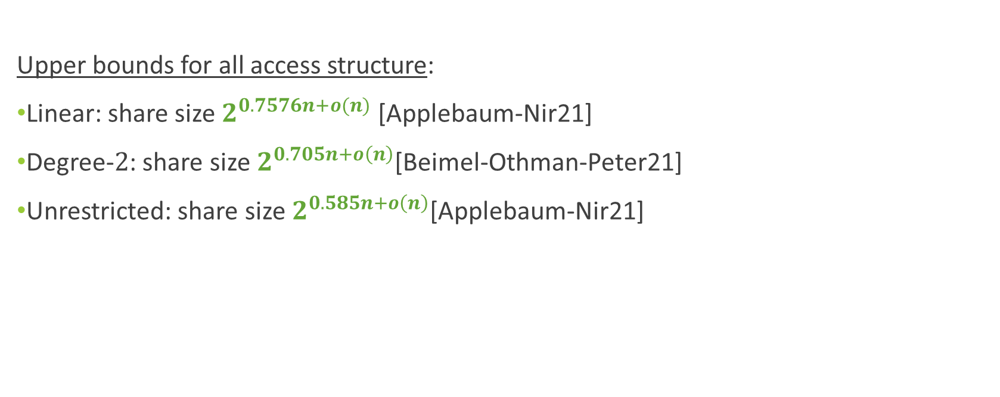 Upper bounds for all access structure:
•Linear: share size 2^{0.7576n+o(n)} [Applebaum-Nir21]
•Degree-2: share size 2^{0.705n+o(n)}[Beimel-Othman-Peter21]
•Unrestricted: share size 2^{0.585n+o(n)}[Applebaum-Nir21]